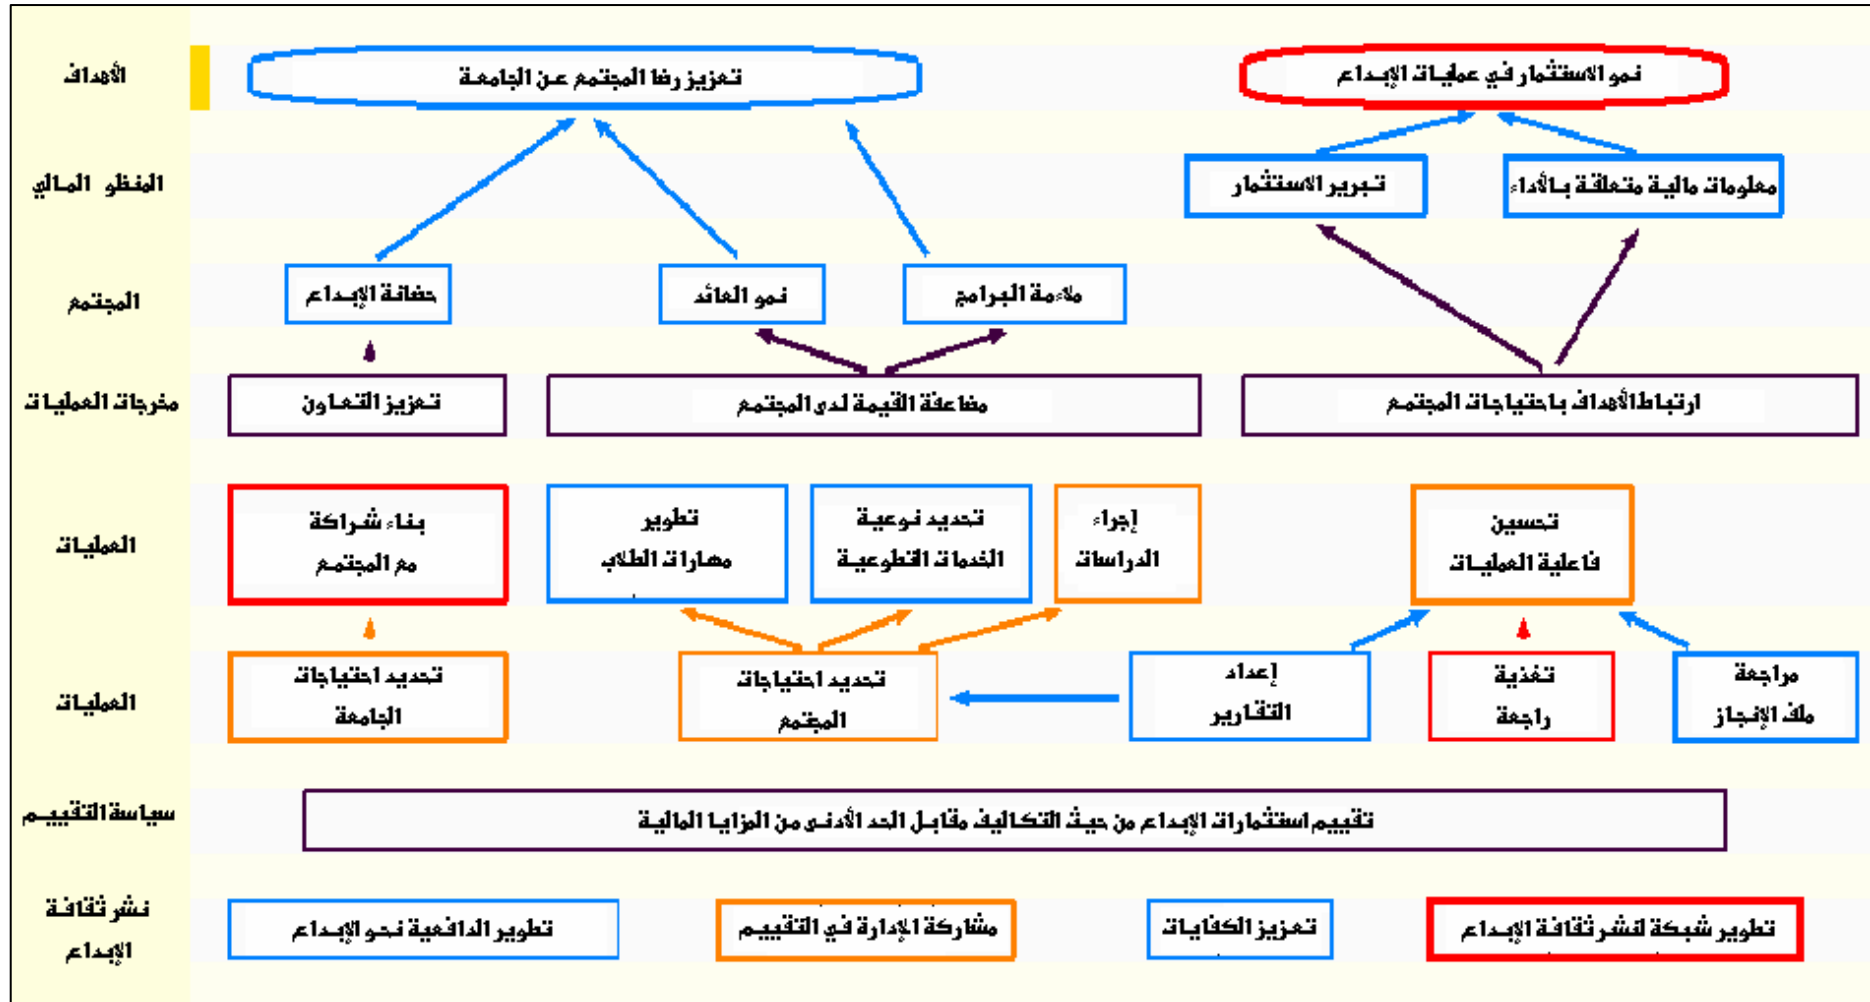 الأهداف
تعزيز رضا المجتمع عن الجامعة
نمو الاستثمار في عمليات الإبداع
المنظو المالي
تبرير الاستثمار
معلومات مالية متعلقة بالأداء
المجتمع
حضانة الإبداع
نمو العائد
ملاءمة البرامج
مخرجات العمليات
تعزيز التعاون
مضاعفة القيمة لدى المجتمع
ارتباط الأهداف باحتياجات المجتمع
العمليات
بناء شراكة
مع المجتمع
تطوير
مهارات الطلاب
تحديد نوعية
الخدمات التطوعية
إجراء
الدراسات
تحسين
فاعلية العمليات
العمليات
تحديد احتياجات
الجامعة
تحديد احتياجات
المجتمع
إعداد
التقارير
تغذية
راجعة
مراجعة
ملف الإنجاز
سياسة التقييم
تقييم استثمارات الإبداع من حيث التكاليف مقابل الحد الأدنى من المزايا المالية
نشر ثقافة
الإبداع
تطوير الدافعية نحو الإبداع
مشاركة الإدارة في التقييم
تعزيز الكفايات
تطوير شبكة لنشر ثقافة الإبداع